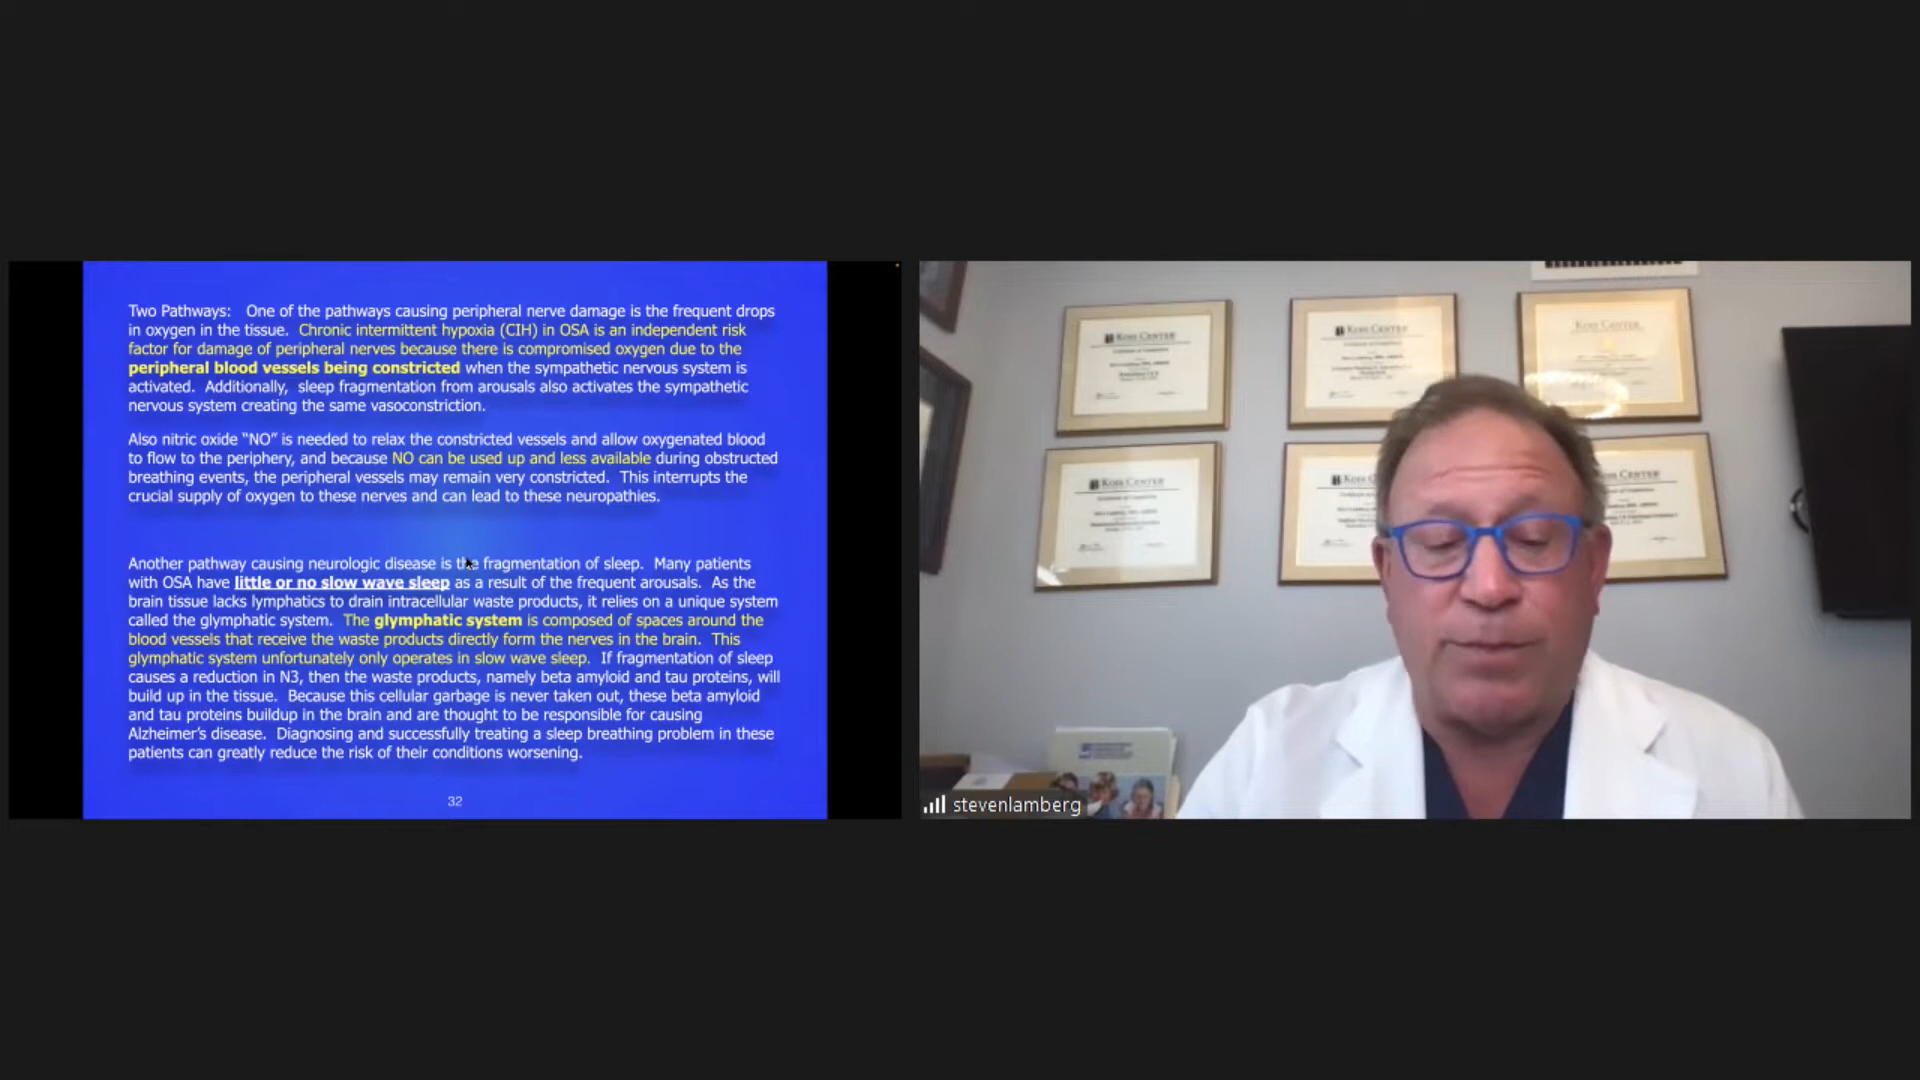 Two Pathways: One of the pathways causing peripheral nerve damage is the frequent drops
in oxygen in the tissue. Chronic intermittent hypoxia (CIH) in OSA is an independent risk
factor for damage of peripheral nerves because there is compromised oxygen due to the
peripheral blood vessels being constricted when the sympathetic nervous system is
activated. Additionally, sleep fragmentation from arousals also activates the sympathetic
nervous system creating the same vasoconstriction.
Also nitric oxide “NO” is needed to relax the constricted vessels and allow oxygenated blood
to flow to the periphery, and because NO can be used up and less available during obstructed
breathing events, the peripheral vessels may remain very constricted. This interrupts the
crucial supply of oxygen to these nerves and can lead to these neuropathies.
Another pathway causing neurologic disease is the fragmentation of sleep. Many patients
with OSA have little or no slow wave sleep as a result of the frequent arousals. As the
brain tissue lacks lymphatics to drain intracellular waste products, it relies on a unique system
called the glymphatic system. The glymphatic system is composed of spaces around the
blood vessels that receive the waste products directly form the nerves in the brain. This
glymphatic system unfortunately only operates in slow wave sleep. If fragmentation of sleep
causes a reduction in N3, then the waste products, namely beta amyloid and tau proteins, will
build up in the tissue. Because this cellular garbage is never taken out, these beta amyloid
and tau proteins buildup in the brain and are thought to be responsible for causing
Alzheimer’s disease. Diagnosing and successfully treating a sleep breathing problem in these
patients can greatly reduce the risk of their conditions worsening.
32
KOIS CENTER
KOIS CENTER
KOIS CENTER
KOIS CENTER
CENTER
stevenlamberg